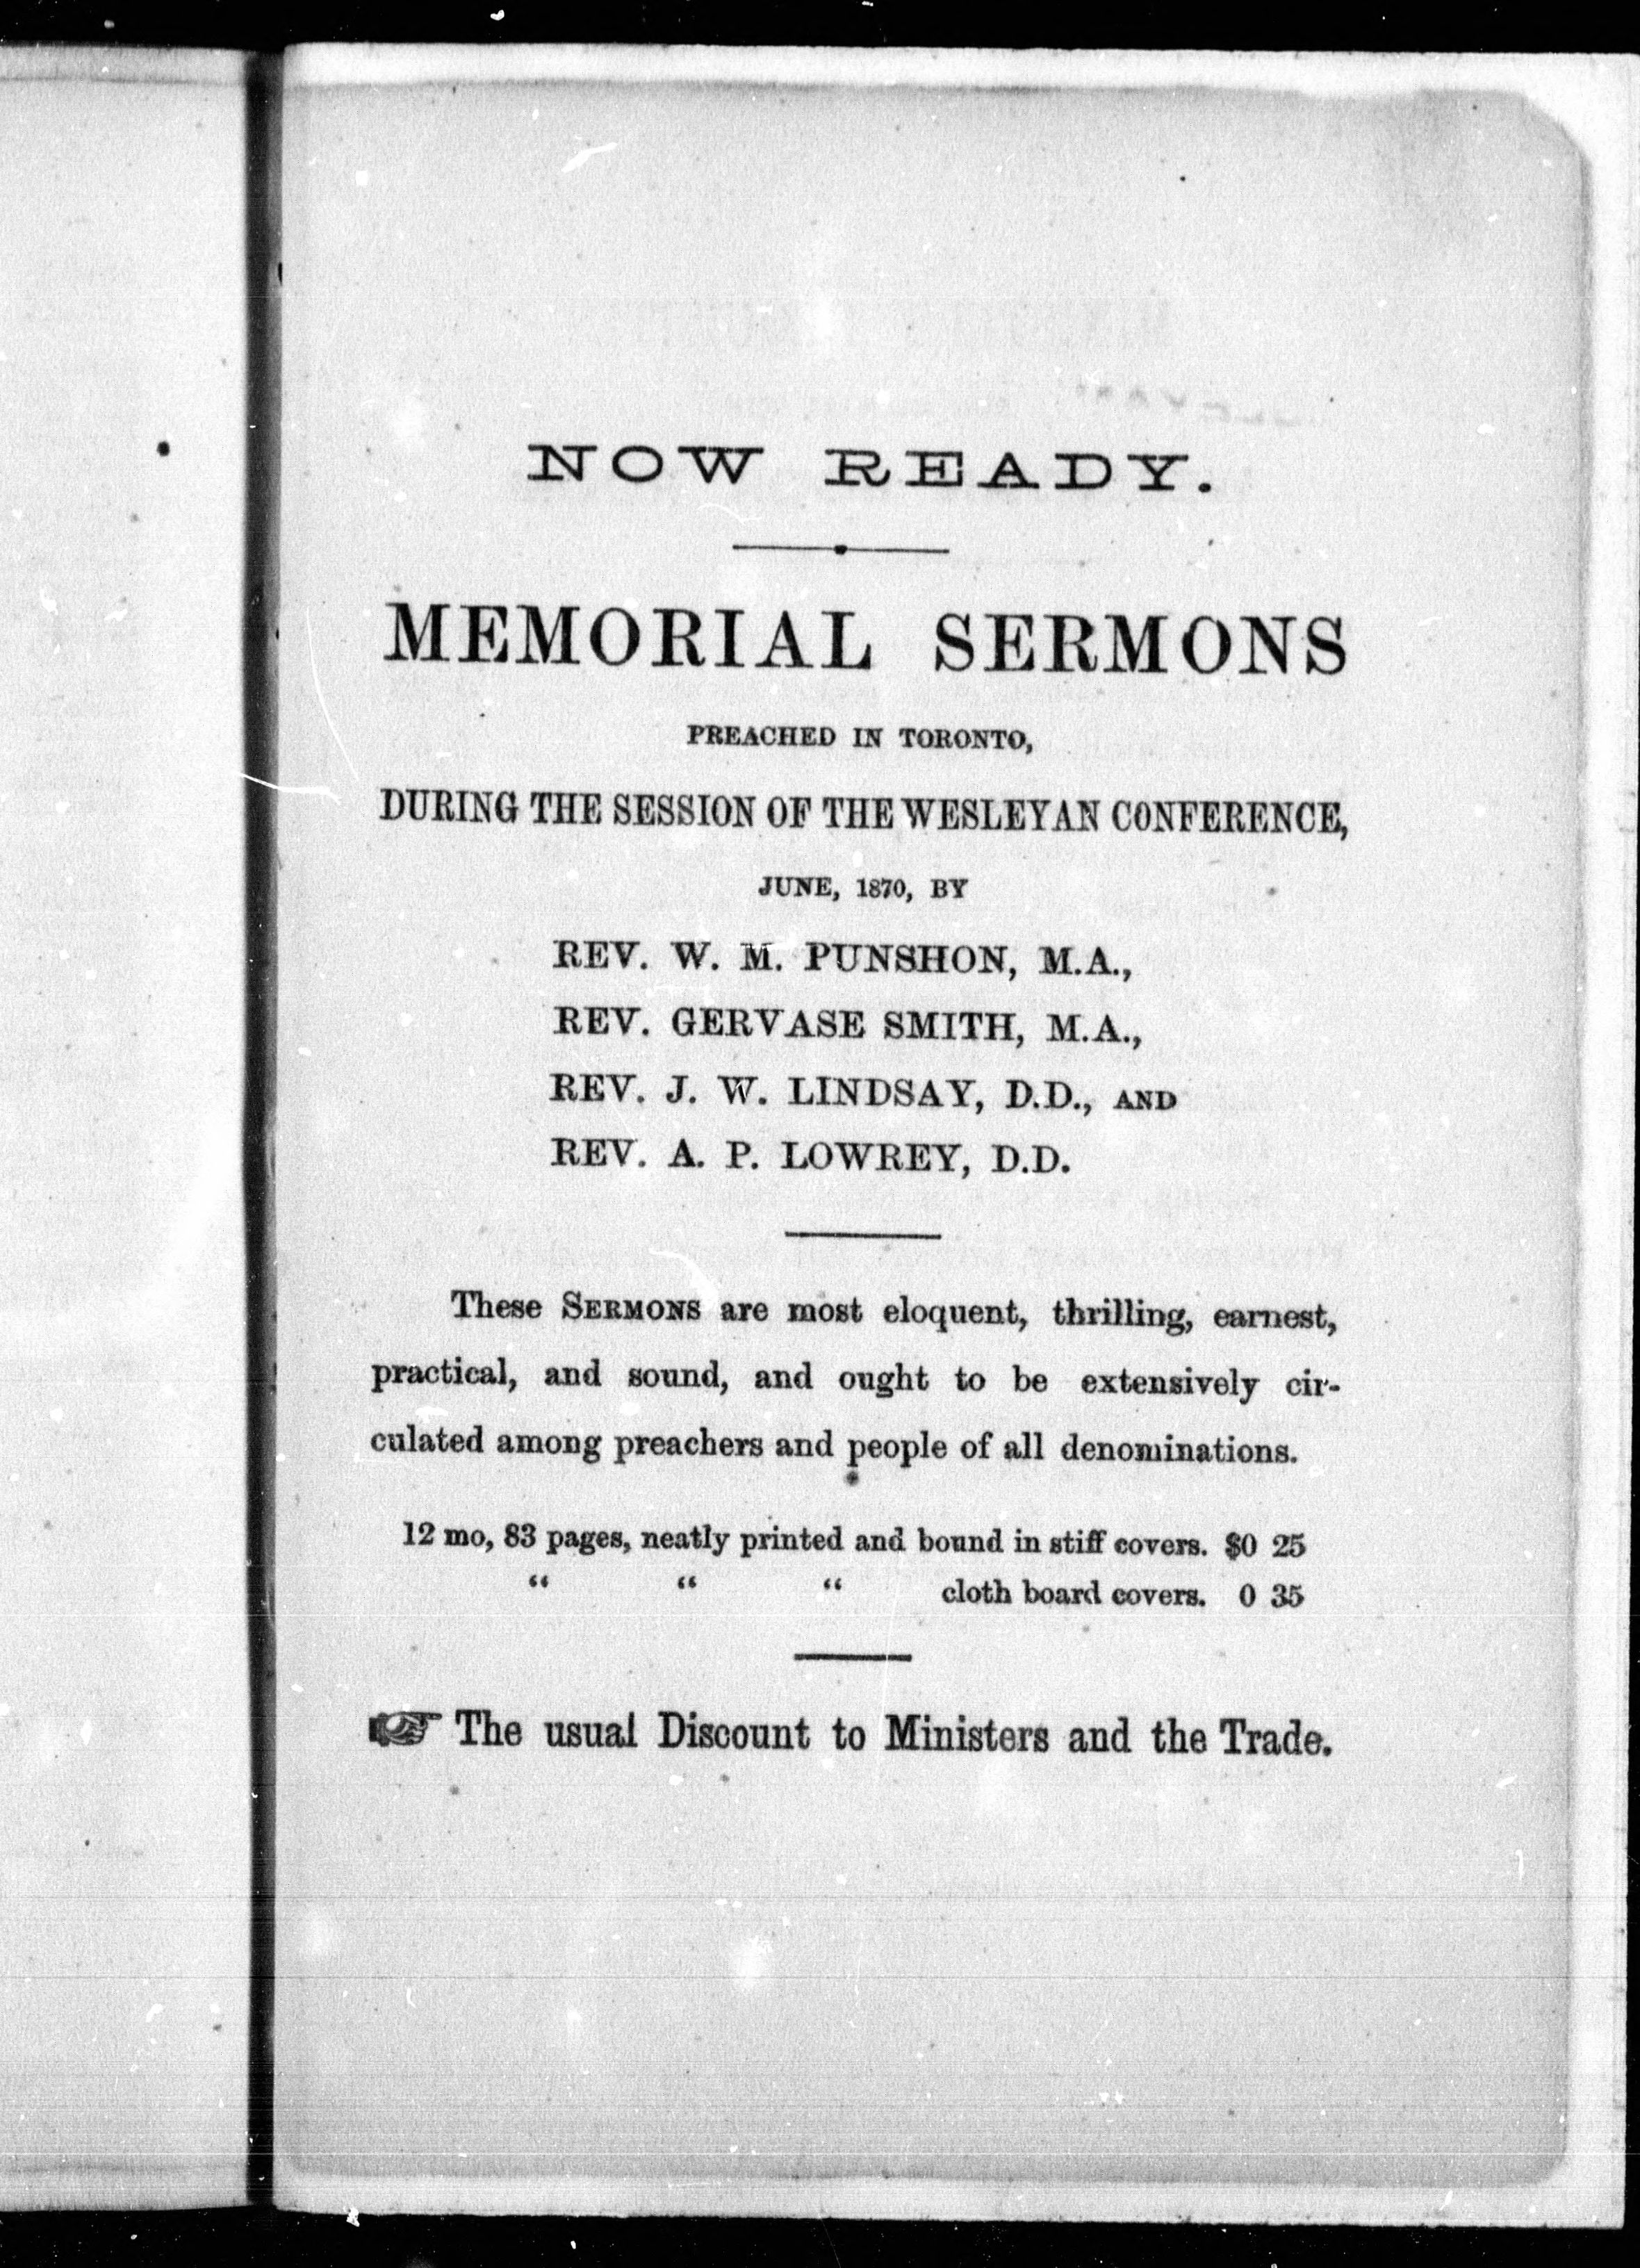 NOW READY.
MEMORIAL SERMONS
PREACHED IN TORONTO,
DURING THE SESSION OF THE WESLEYAN CONFERENCE,
JUNE, 1870, BY
REV. W. M. PUNSHON, M.A.,
REV. GERVASE SMITH, M.A.,
REV. J. W. LINDSAY, D.D., AND
REV. A. P. LOWREY, D.D.
These SERMONS are most eloquent, thrilling, earnest,
practical, and sound, and ought to be extensively cir-
culated among preachers and people of all denominations.
12 mo, 83 pages, neatly printed and bound in stiff covers. $0 25
“ “ “ cloth board covers. 0 35
☞ The usual Discount to Ministers and the Trade.